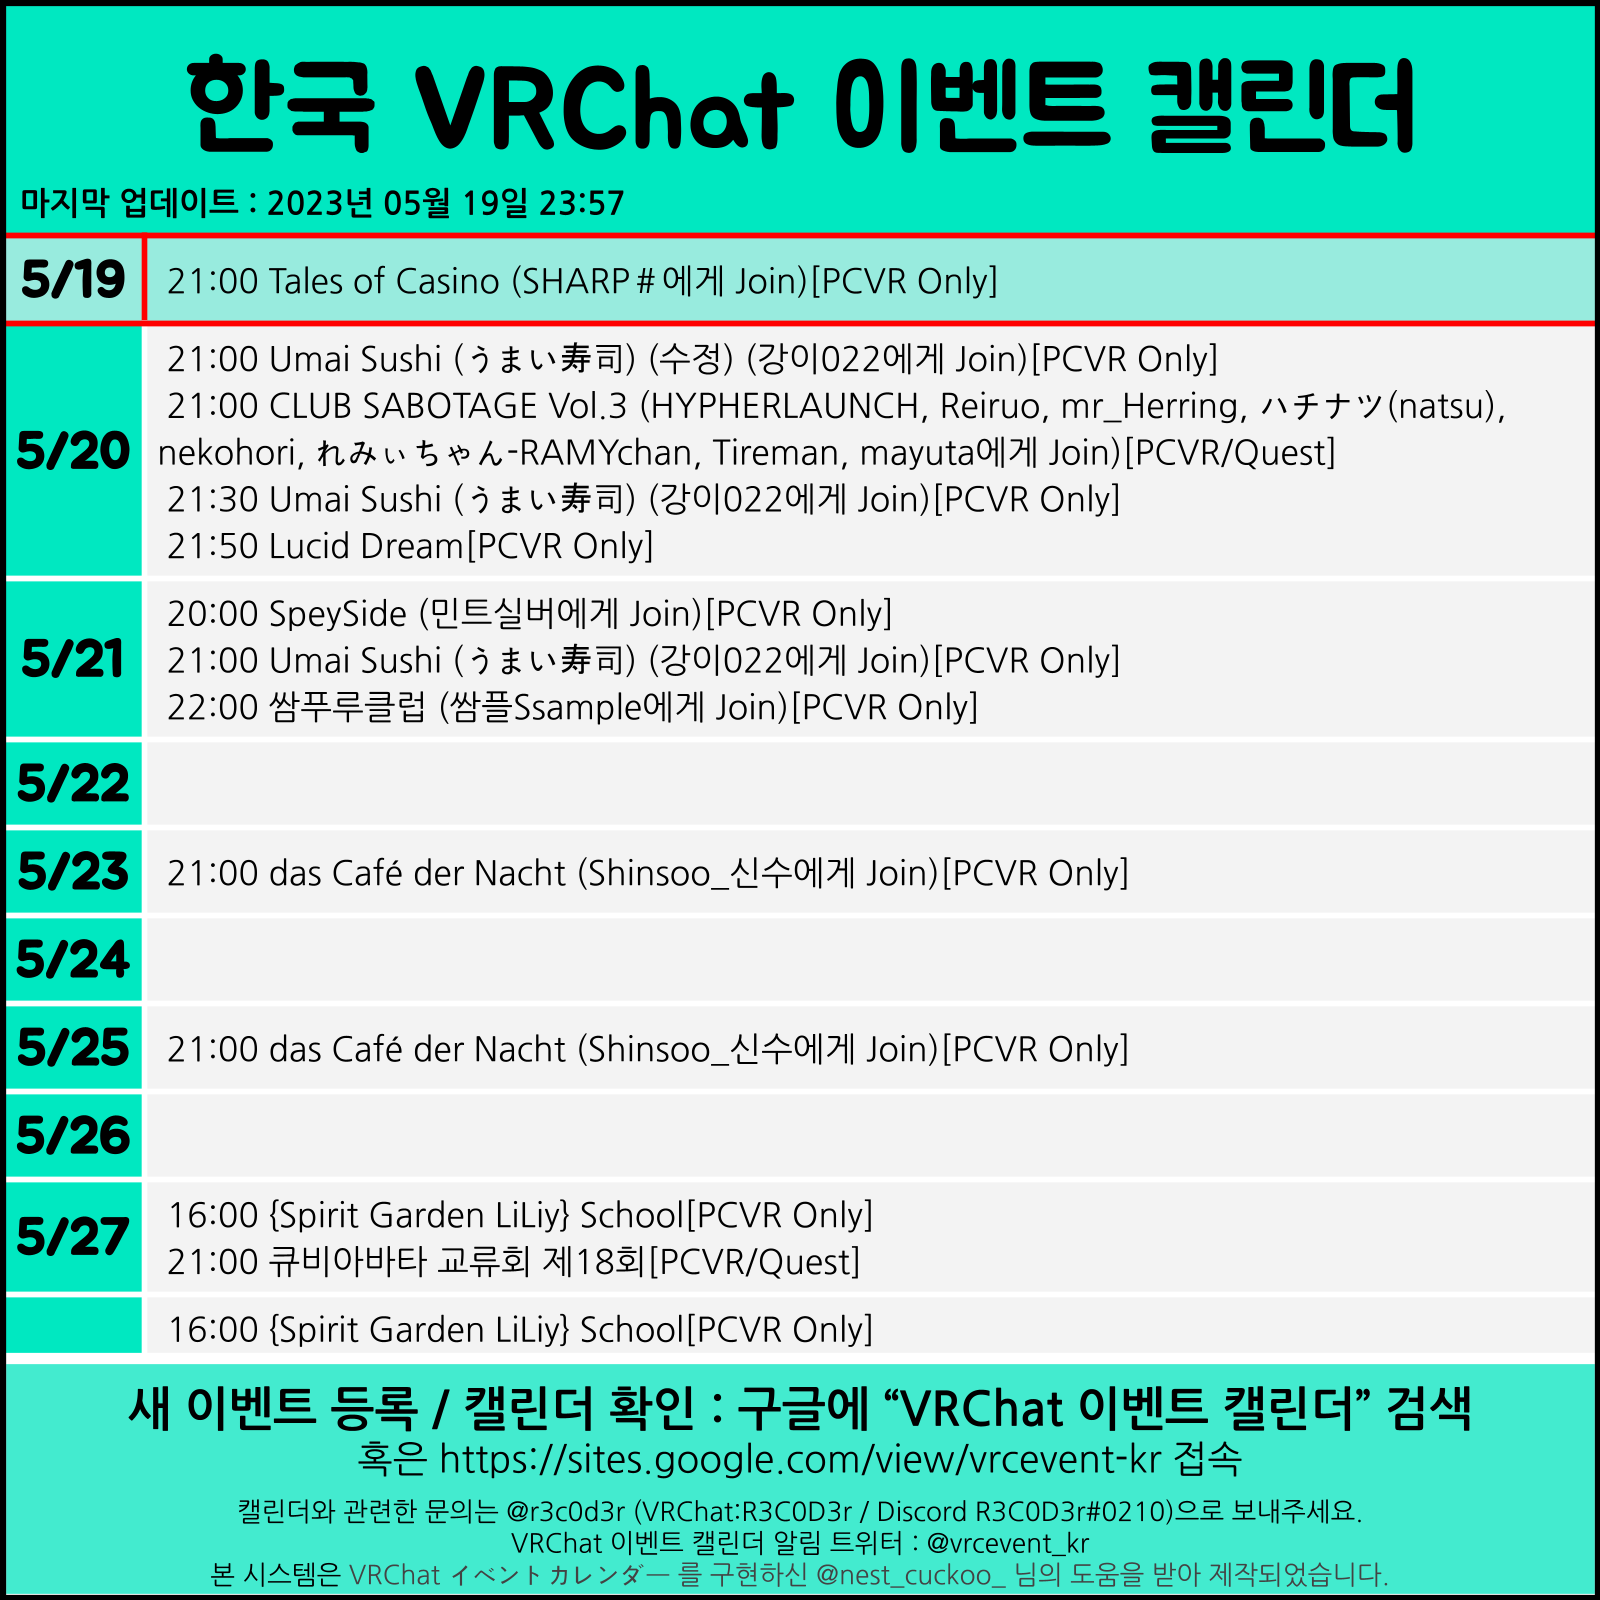 한국 VRChat 이벤트 캘린더
마지막 업데이트 : 2023년 05월 19일 23:57
5/19
21:00 Tales of Casino (SHARP＃에게 Join)[PCVR Only]
5/20
21:00 Umai Sushi (うまい寿司) (수정) (강이022에게 Join)[PCVR Only]
21:00 CLUB SABOTAGE Vol.3 (HYPHERLAUNCH, Reiruo, mr_Herring, ハチナツ(natsu),
nekohori, れみぃちゃん-RAMYchan, Tireman, mayuta에게 Join)[PCVR/Quest]
21:30 Umai Sushi (うまい寿司) (강이022에게 Join)[PCVR Only]
21:50 Lucid Dream[PCVR Only]
5/21
20:00 SpeySide (민트실버에게 Join)[PCVR Only]
21:00 Umai Sushi (うまい寿司) (강이022에게 Join)[PCVR Only]
22:00 쌈푸루클럽 (쌈플Ssample에게 Join)[PCVR Only]
5/22
5/23
21:00 das Café der Nacht (Shinsoo_신수에게 Join)[PCVR Only]
5/24
5/25
21:00 das Café der Nacht (Shinsoo_신수에게 Join)[PCVR Only]
5/26
5/27
16:00 {Spirit Garden LiLiy} School[PCVR Only]
21:00 큐비아바타 교류회 제18회[PCVR/Quest]
16:00 {Spirit Garden LiLiy} School[PCVR Only]
새 이벤트 등록 / 캘린더 확인 : 구글에 “VRChat 이벤트 캘린더” 검색
혹은 https://sites.google.com/view/vrcevent-kr 접속
캘린더와 관련한 문의는 @r3c0d3r (VRChat:R3C0D3r / Discord R3C0D3r#0210)으로 보내주세요.
VRChat 이벤트 캘린더 알림 트위터 : @vrcevent_kr
본 시스템은 VRChat イベントカレンダー 를 구현하신 @nest_cuckoo_ 님의 도움을 받아 제작되었습니다.